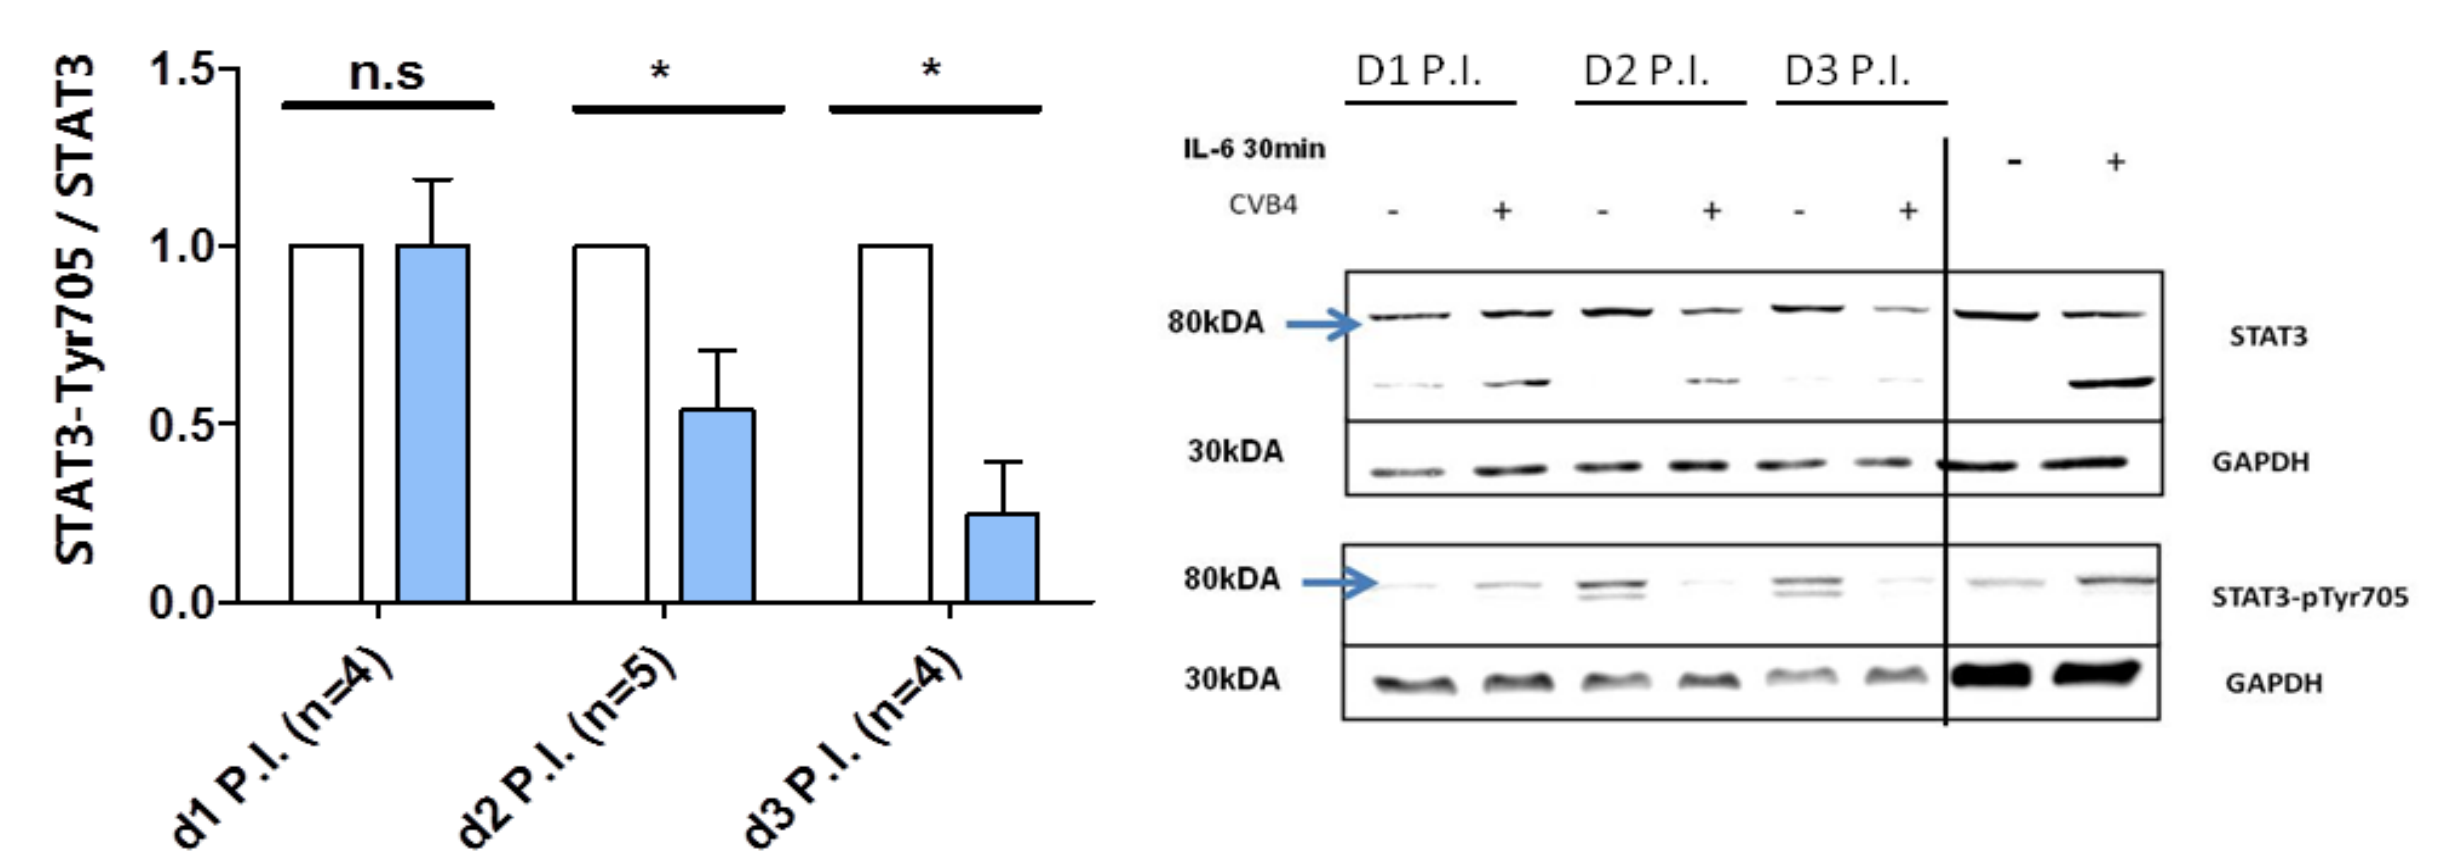 STAT3-Tyr705 / STAT3
1.5
1.0
0.5
0.0
n.s
*
*
d1 P.I. (n=4)
d2 P.I. (n=5)
d3 P.I. (n=4)
D1 P.I. D2 P.I. D3 P.I.
IL-6 30min - +
CVB4 - + - + - +
80kDA STAT3
30kDA GAPDH
80kDA STAT3-pTyr705
30kDA GAPDH